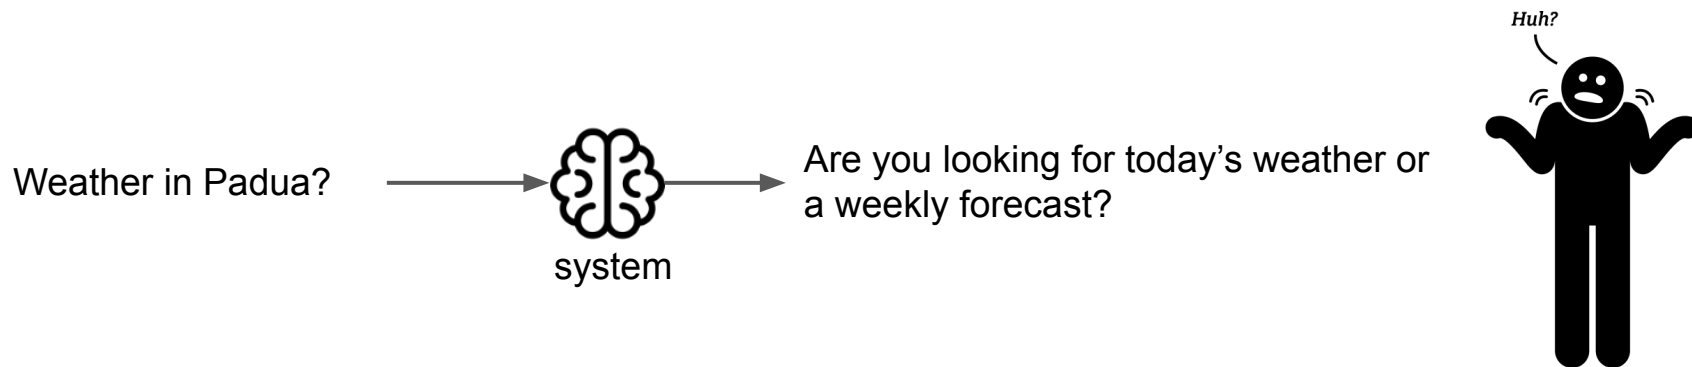 Huh?
Weather in Padua?
system
Are you looking for today’s weather or
a weekly forecast?